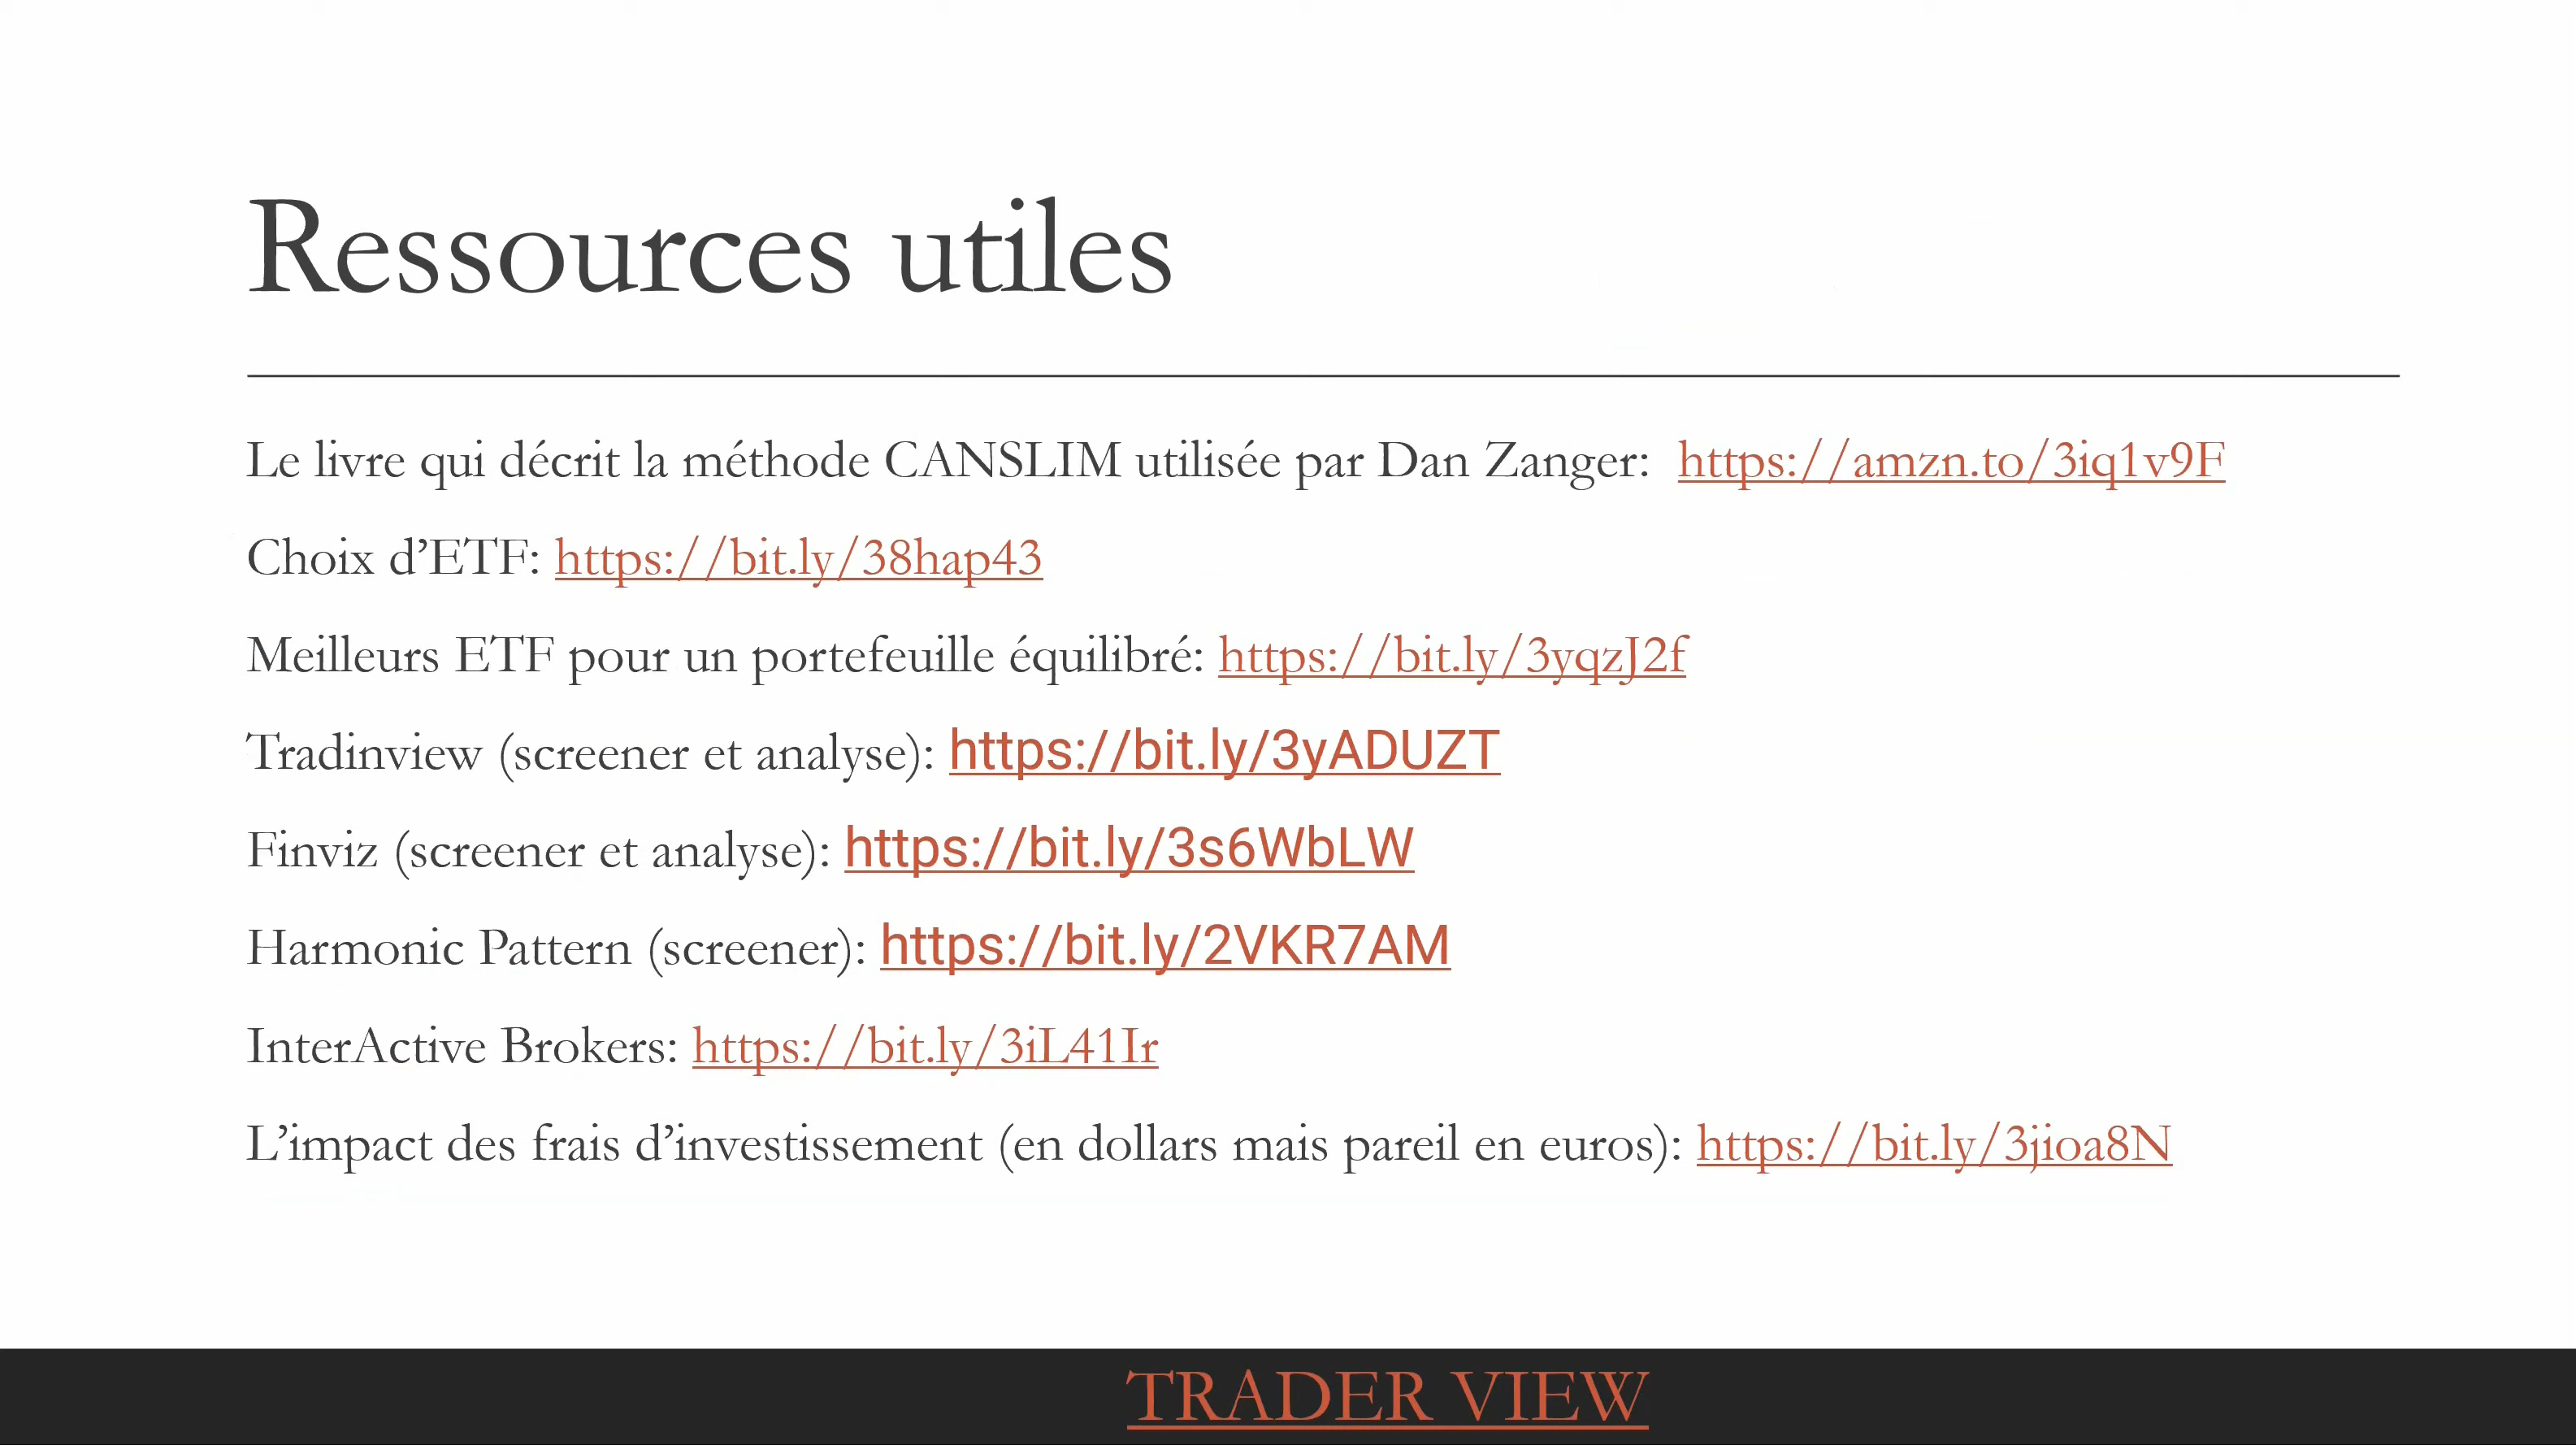 Ressources utiles
Le livre qui décrit la méthode CANSLIM utilisée par Dan Zanger: https://amzn.to/3iq1v9F
Choix d’ETF: https://bit.ly/38hap43
Meilleurs ETF pour un portefeuille équilibré: https://bit.ly/3yqzJ2f
Tradinview (screener et analyse): https://bit.ly/3yADUZT
Finviz (screener et analyse): https://bit.ly/3s6WbLW
Harmonic Pattern (screener): https://bit.ly/2VKR7AM
InterActive Brokers: https://bit.ly/3iL41Ir
L’impact des frais d’investissement (en dollars mais pareil en euros): https://bit.ly/3jioa8N
TRADER VIEW